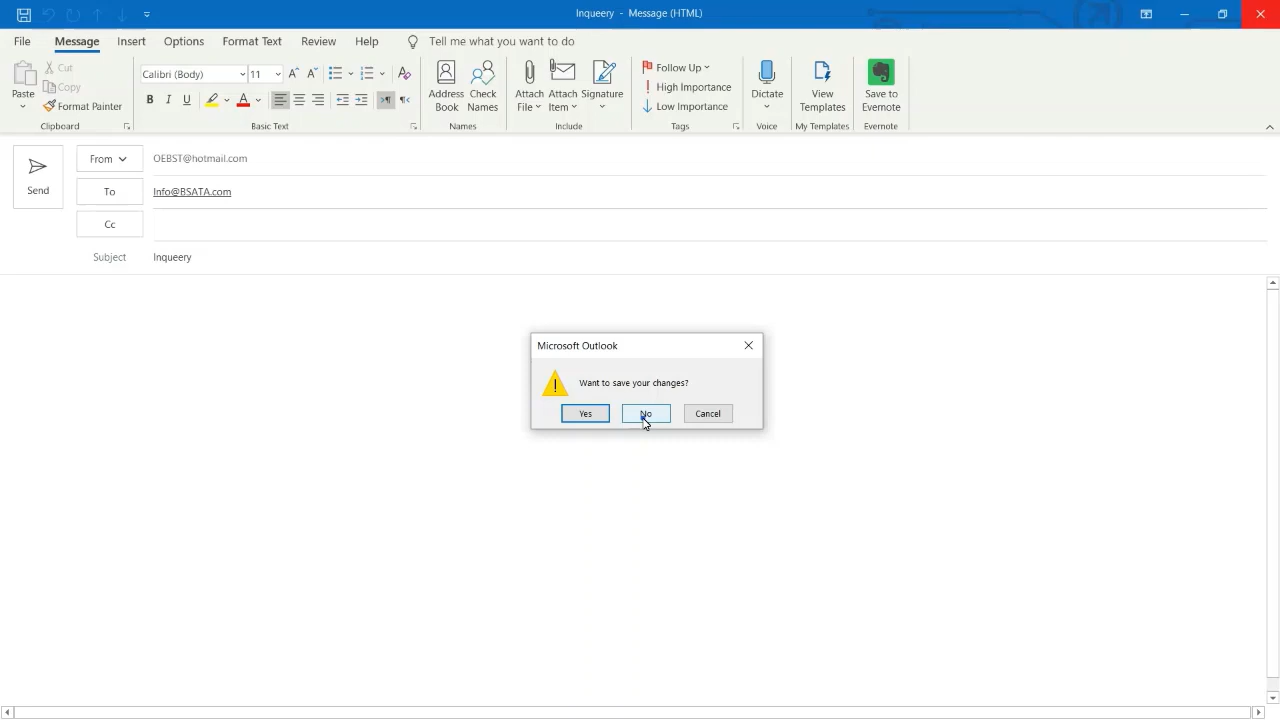 Inqueery - Message (HTML)
File Message Insert Options Format Text Review Help Tell me what you want to do
Paste
Cut
Copy
Format Painter
Clipboard
Calibri (Body) 11
B I U A
Basic Text
Address Book
Check Names
Names
Attach File
Attach Item
Signature
Include
Follow Up
High Importance
Low Importance
Tags
Dictate
Voice
View Templates
My Templates
Save to Evernote
Evernote
Send
From OEBST@hotmail.com
To Info@BSATA.com
Cc
Subject Inqueery
Microsoft Outlook
Want to save your changes?
Yes No Cancel